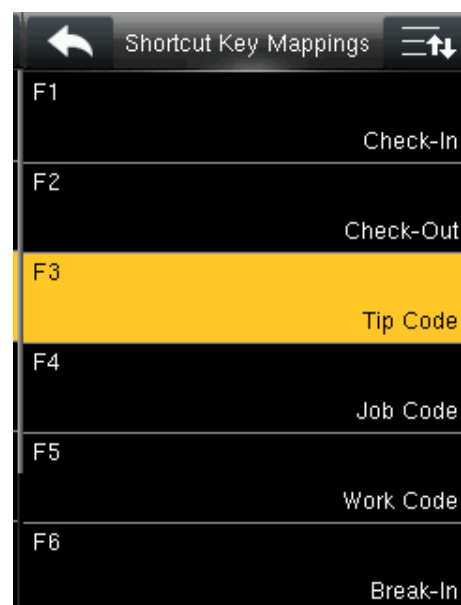 Shortcut Key Mappings
F1
Check-In
F2
Check-Out
F3
Tip Code
F4
Job Code
F5
Work Code
F6
Break-In